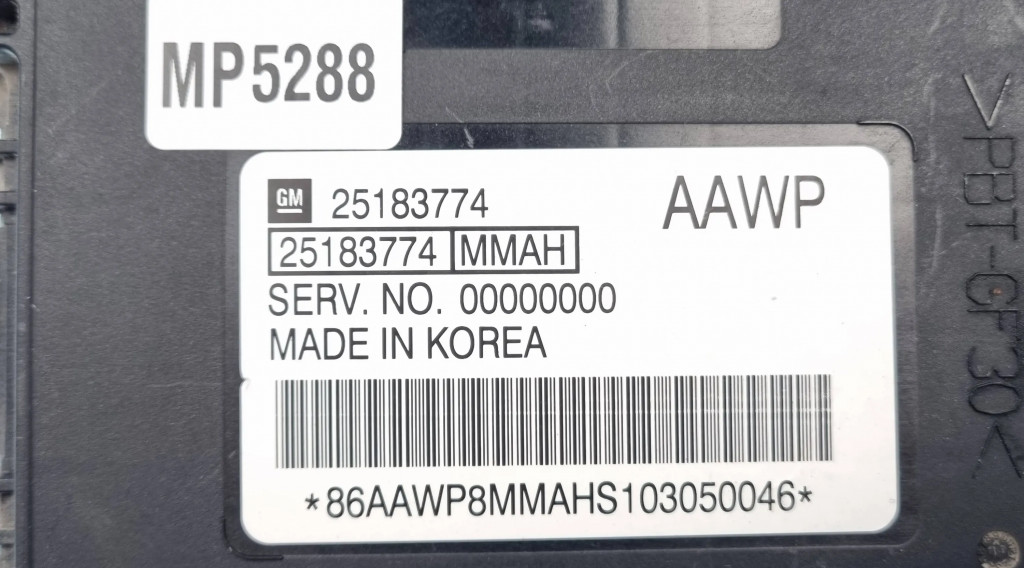 MP5288
GM 25183774
AAWP
25183774 MMAH
SERV. NO. 00000000
MADE IN KOREA
*86AAWP8MMAHS103050046*
>PBT-GF30<